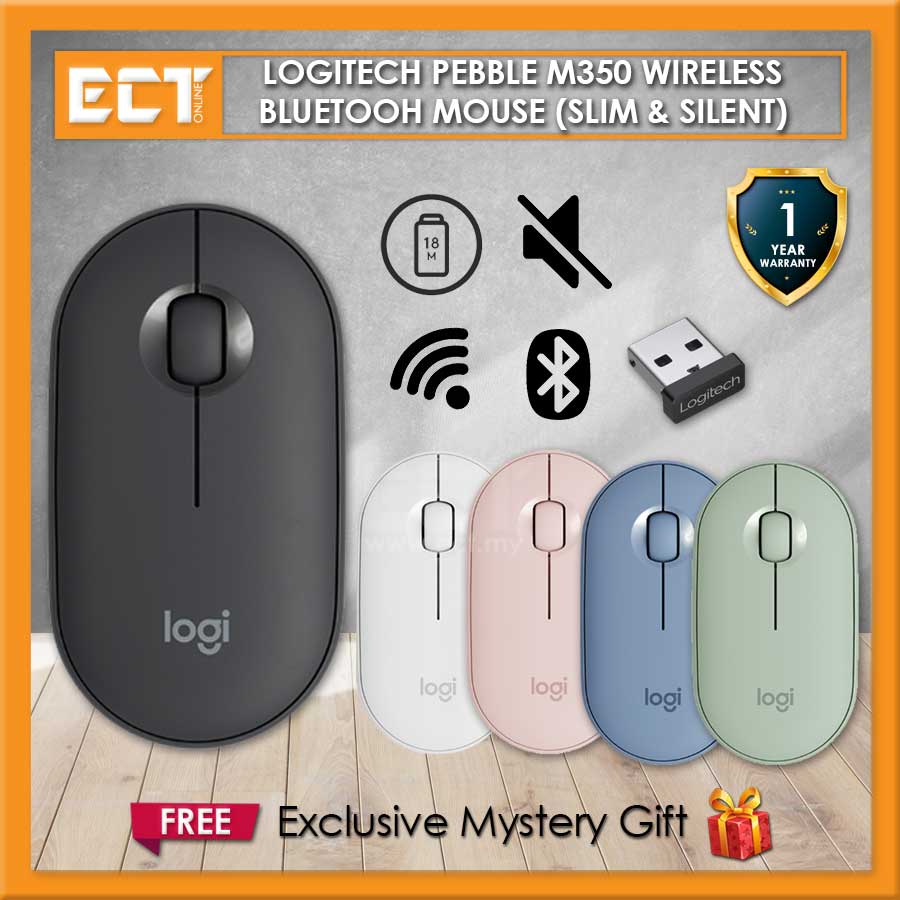 ECT
ONLINE
LOGITECH PEBBLE M350 WIRELESS
BLUETOOH MOUSE (SLIM & SILENT)
1
YEAR
WARRANTY
18
M
Logitech
logi
logi
logi
logi
logi
FREE
Exclusive Mystery Gift